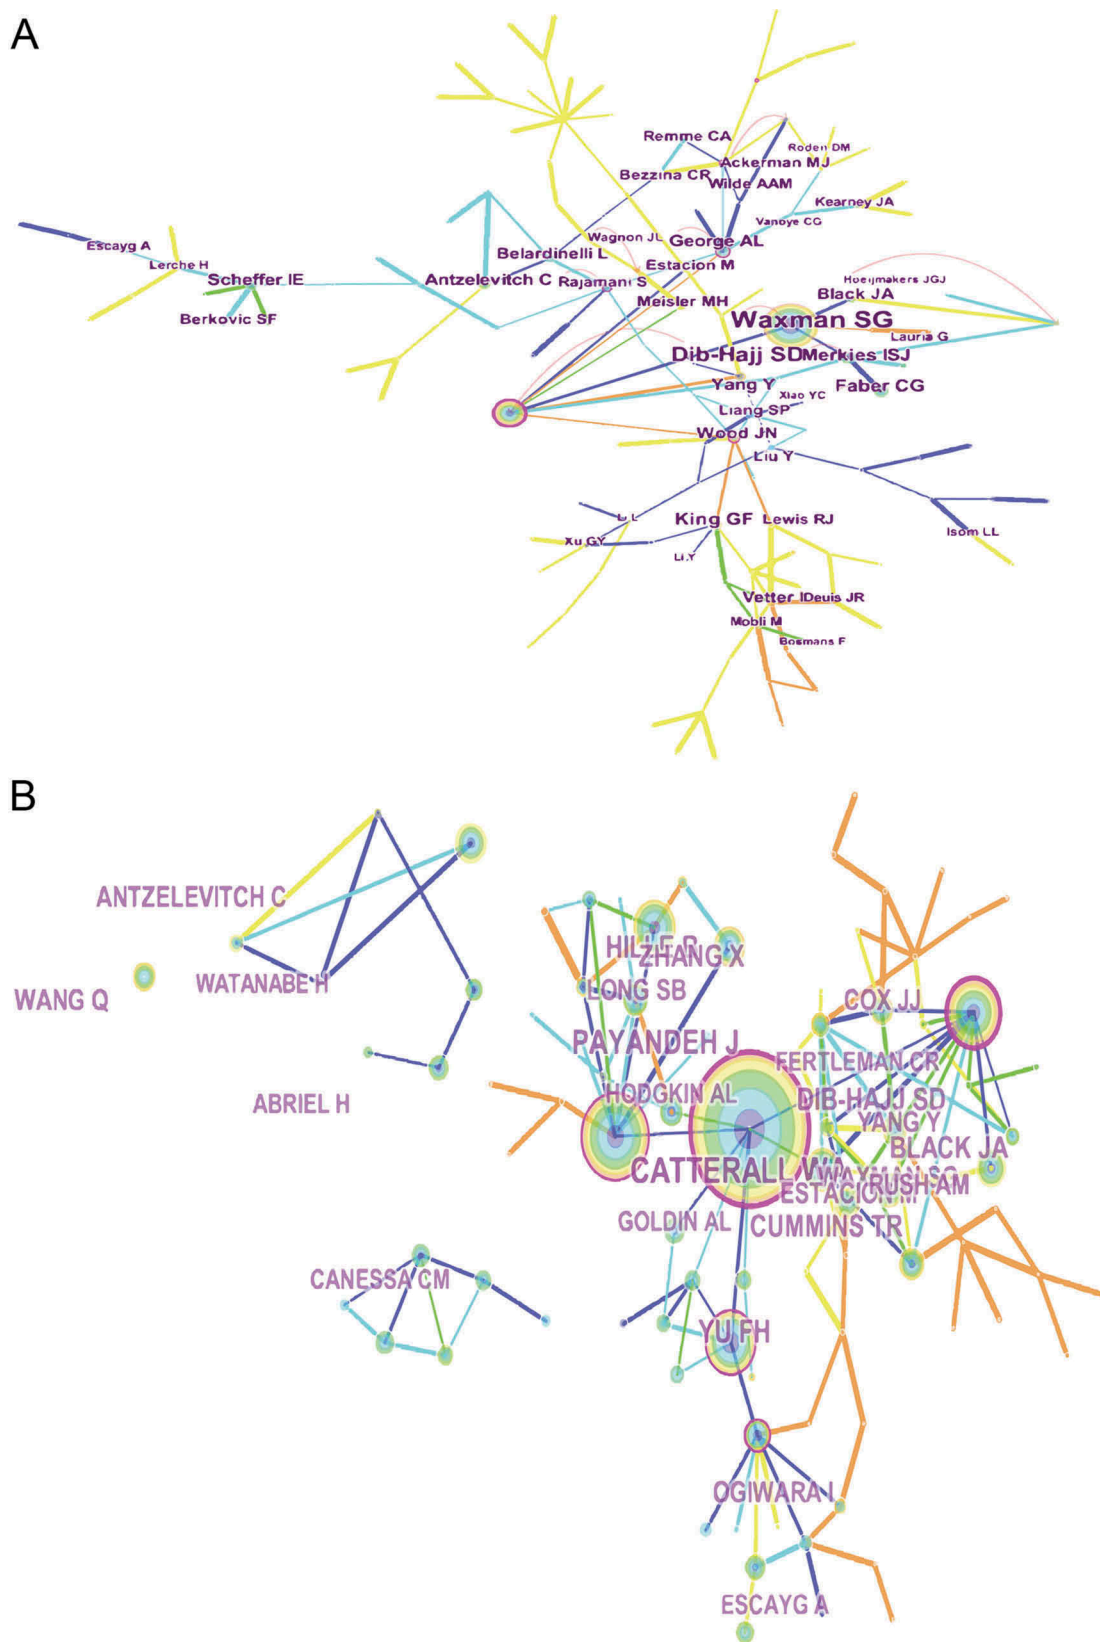 A
Remme CA
Roden DM
Ackerman MJ
Bezzina CR
Wilde AAM
Kearney JA
Vanoye CG
Wagnon JL
George AL
Escayg A
Belardinelli L
Lerche H
Estacion M
Scheffer IE
Antzelevitch C
Rajamani S
Hoeijmakers JGJ
Black JA
Meisler MH
Berkovic SF
Waxman SG
Lauria G
Dib-Hajj SD
Merkies ISJ
Yang Y
Faber CG
Xiao YC
Liang SP
Wood JN
Liu Y
Li L
King GF
Lewis RJ
Isom LL
Xu GY
Li Y
Vetter I
Deuis JR
Mobli M
Bosmans F
B
ANTZELEVITCH C
HILLE B
ZHANG X
WATANABE H
LONG SB
WANG Q
COX JJ
PAYANDEH J
FERTLEMAN CR
HODGKIN AL
DIB-HAJJ SD
ABRIEL H
YANG Y
BLACK JA
CATTERALL WA
WAXMAN SG
RUSH AM
ESTACION M
GOLDIN AL
CUMMINS TR
CANESSA CM
YU FH
OGIWARA I
ESCAYG A